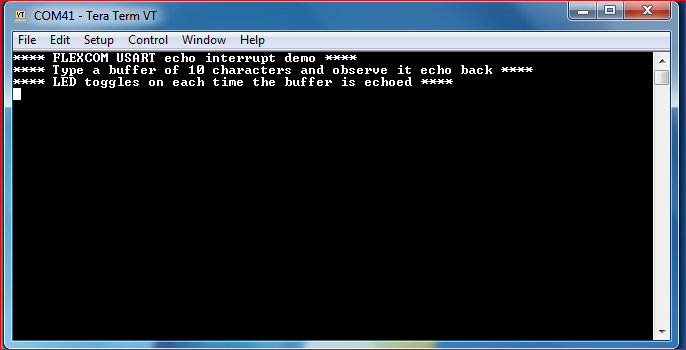 COM41 - Tera Term VT
File Edit Setup Control Window Help
**** FLEXCOM USART echo interrupt demo ****
**** Type a buffer of 10 characters and observe it echo back ****
**** LED toggles on each time the buffer is echoed ****